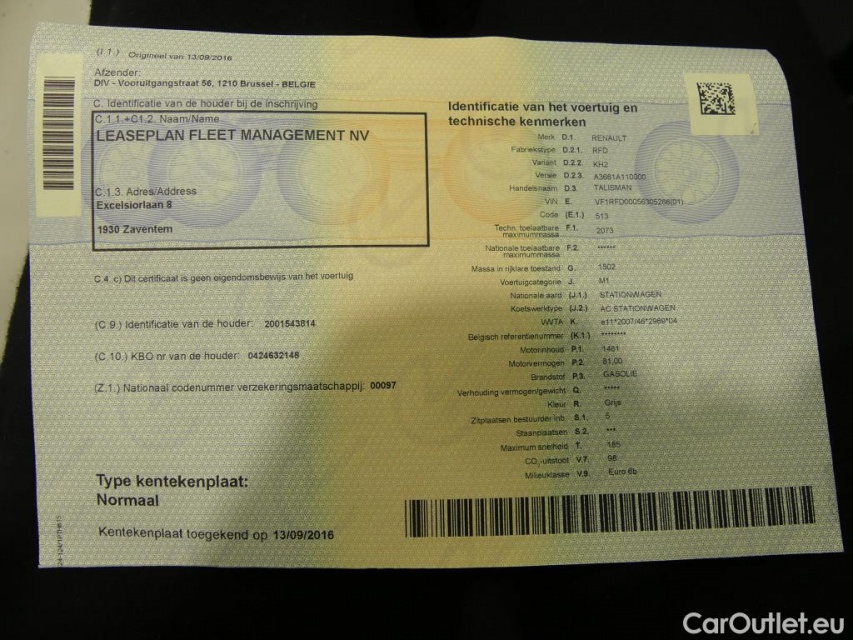 (I 1.) Origineel van 13/09/2016
Afzender:
DIV - Vooruitgangstraat 56, 1210 Brussel - BELGIE
C. Identificatie van de houder bij de inschrijving
C.1.1.+C1.2. Naam/Name
LEASEPLAN FLEET MANAGEMENT NV
C.1.3. Adres/Address
Excelsiorlaan 8
1930 Zaventem
C.4. c) Dit certificaat is geen eigendomsbewijs van het voertuig
(C.9.) Identificatie van de houder: 2001543814
(C.10.) KBO nr van de houder: 0424632148
(Z.1.) Nationaal codenummer verzekeringsmaatschappij: 00097
Type kentekenplaat:
Normaal
Kentekenplaat toegekend op 13/09/2016
Identificatie van het voertuig en
technische kenmerken
Merk D.1 RENAULT
Fabriekstype D.2.1. RFD
Variant D.2.2. KH2
Versie D.2.3. A3661A110000
Handelsnaam D.3. TALISMAN
VIN E. (01)
Code (E.1.) 513
Techn. toelaatbare
maximummassa F.1. 2073
Nationale toelaatbare
maximummassa F.2. ******
Massa in rijklare toestand G. 1502
Voertuigcategorie J. M1
Nationale aard (J.1.) STATIONWAGEN
Koetswerktype (J.2.) AC STATIONWAGEN
WVTA K. e11*2007/46*2969*04
Belgisch referentienummer (K.1.) ********
Motorinhoud P.1. 1461
Motorvermogen P.2. 81,00
Brandstof P.3. GASOLIE
Verhouding vermogen/gewicht Q. *****
Kleur R. Grijs
Zitplaatsen bestuurder inb. S.1. 5
Staanplaatsen S.2. ***
Maximum snelheid T. 185
CO2-uitstoot V.7. 98
Milieuklasse V.9. Euro 6b
CarOutlet.eu